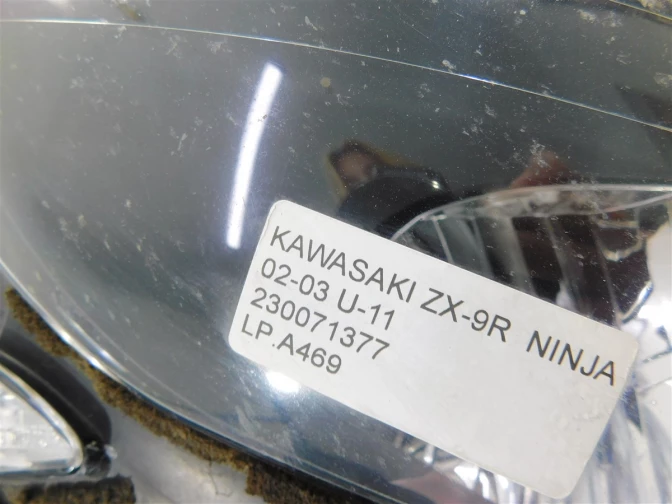 KAWASAKI ZX-9R NINJA
02-03 U-11
230071377
LP.A469